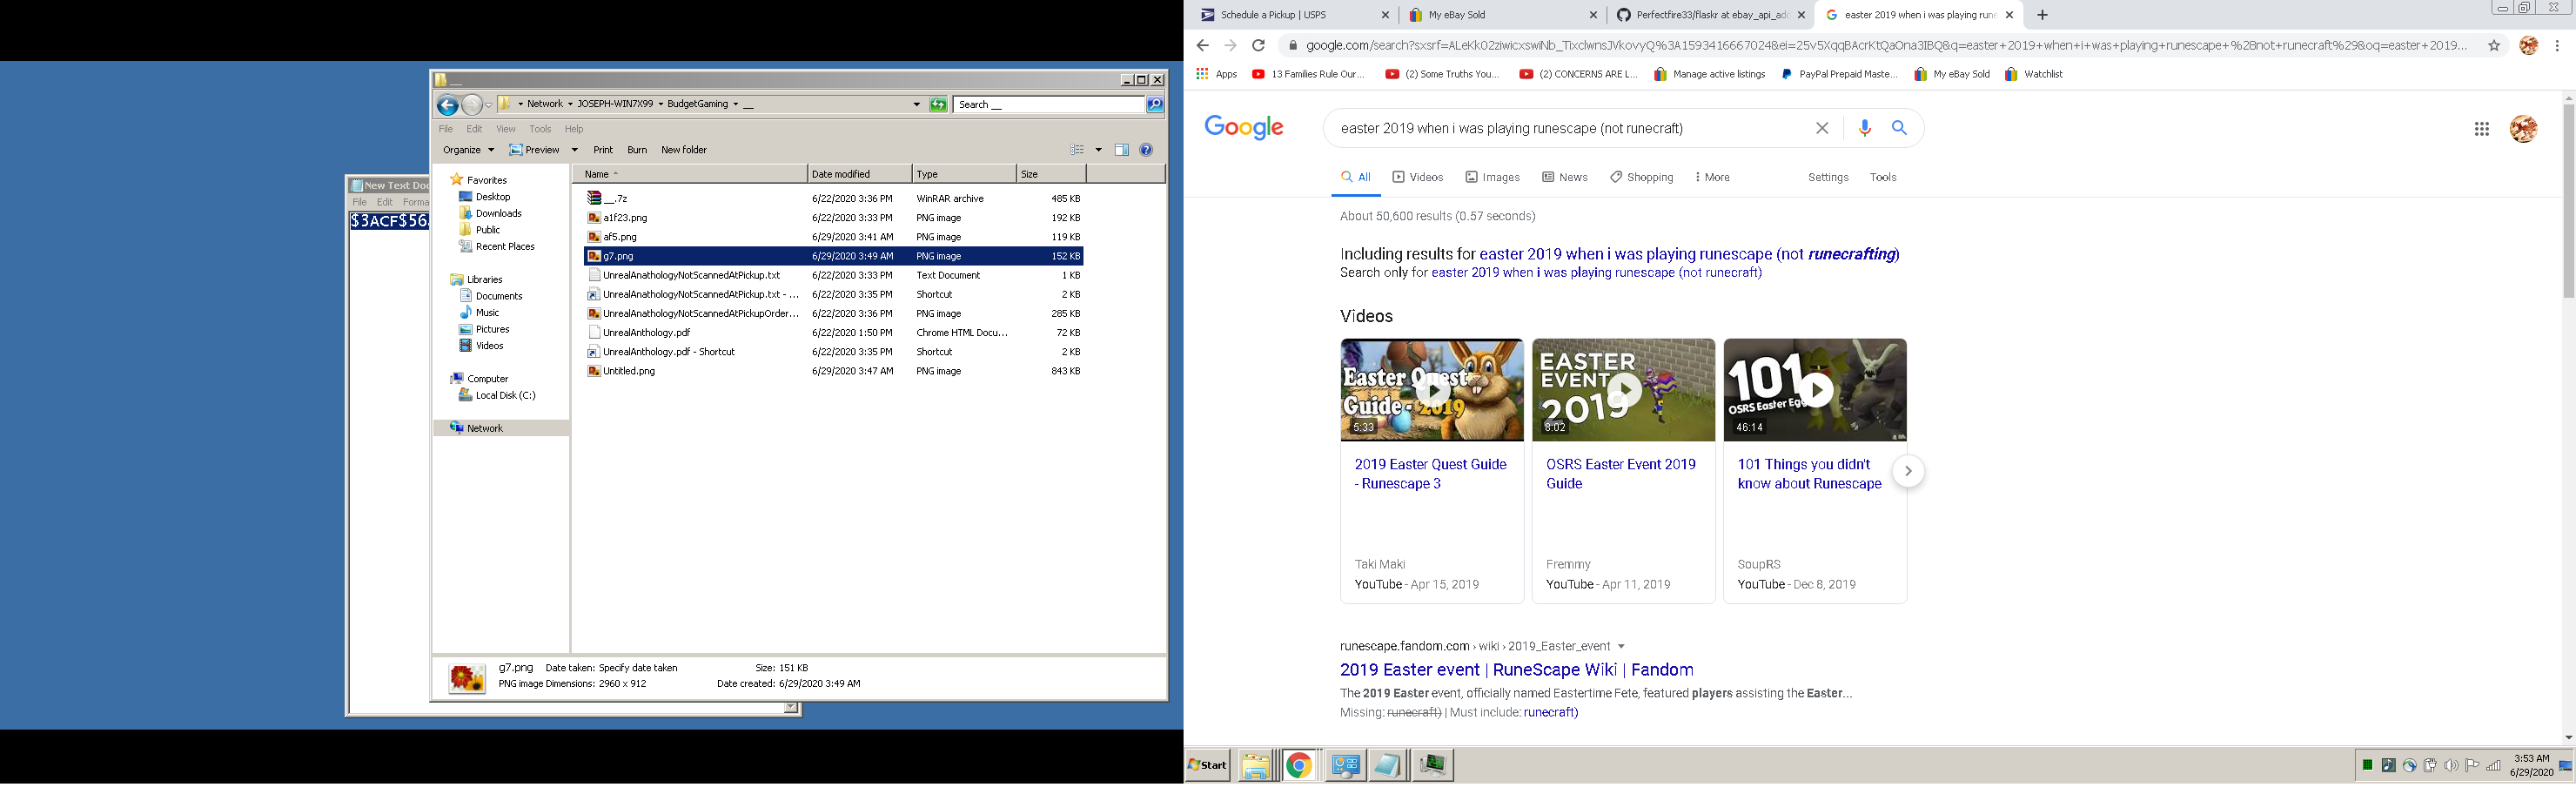 New Text Doc
File Edit Forma
$3ACF$56
__
Network JOSEPH-WIN7X99 BudgetGaming __
Search __
File Edit View Tools Help
Organize Preview Print Burn New folder
Favorites
Desktop
Downloads
Public
Recent Places
Libraries
Documents
Music
Pictures
Videos
Computer
Local Disk (C:)
Network
Name Date modified Type Size
__.7z 6/22/2020 3:36 PM WinRAR archive 485 KB
a1f23.png 6/22/2020 3:33 PM PNG image 192 KB
af5.png 6/29/2020 3:41 AM PNG image 119 KB
g7.png 6/29/2020 3:49 AM PNG image 152 KB
UnrealAnathologyNotScannedAtPickup.txt 6/22/2020 3:33 PM Text Document 1 KB
UnrealAnathologyNotScannedAtPickup.txt - ... 6/22/2020 3:35 PM Shortcut 2 KB
UnrealAnathologyNotScannedAtPickupOrder... 6/22/2020 3:36 PM PNG image 285 KB
UnrealAnthology.pdf 6/22/2020 1:50 PM Chrome HTML Docu... 72 KB
UnrealAnthology.pdf - Shortcut 6/22/2020 3:35 PM Shortcut 2 KB
Untitled.png 6/29/2020 3:47 AM PNG image 843 KB
g7.png Date taken: Specify date taken Size: 151 KB
PNG image Dimensions: 2960 x 912 Date created: 6/29/2020 3:49 AM
Schedule a Pickup | USPS
My eBay Sold
Perfectfire33/flaskr at ebay_api_add
easter 2019 when i was playing rune
google.com/search?sxsrf=ALeKk02ziwicxswiNb_TixclwnsJVkovyQ%3A1593416667024&ei=25v5XqqBAcrKtQaOna3IBQ&q=easter+2019+when+i+was+playing+runescape+%28not+runecraft%29&oq=easter+2019...
Apps
13 Families Rule Our...
(2) Some Truths You...
(2) CONCERNS ARE L...
Manage active listings
PayPal Prepaid Maste...
My eBay Sold
Watchlist
Google
easter 2019 when i was playing runescape (not runecraft)
All Videos Images News Shopping More Settings Tools
About 50,600 results (0.57 seconds)
Including results for easter 2019 when i was playing runescape (not runecrafting)
Search only for easter 2019 when i was playing runescape (not runecraft)
Videos
Easter Quest
Guide - 2019
5:33
2019 Easter Quest Guide
- Runescape 3
Taki Maki
YouTube - Apr 15, 2019
EASTER
EVENT
2019
8:02
OSRS Easter Event 2019
Guide
Fremmy
YouTube - Apr 11, 2019
101
OSRS Easter Egg
46:14
101 Things you didn't
know about Runescape
SoupRS
YouTube - Dec 8, 2019
runescape.fandom.com › wiki › 2019_Easter_event
2019 Easter event | RuneScape Wiki | Fandom
The 2019 Easter event, officially named Eastertime Fete, featured players assisting the Easter...
Missing: runecraft) | Must include: runecraft)
Start
3:53 AM
6/29/2020